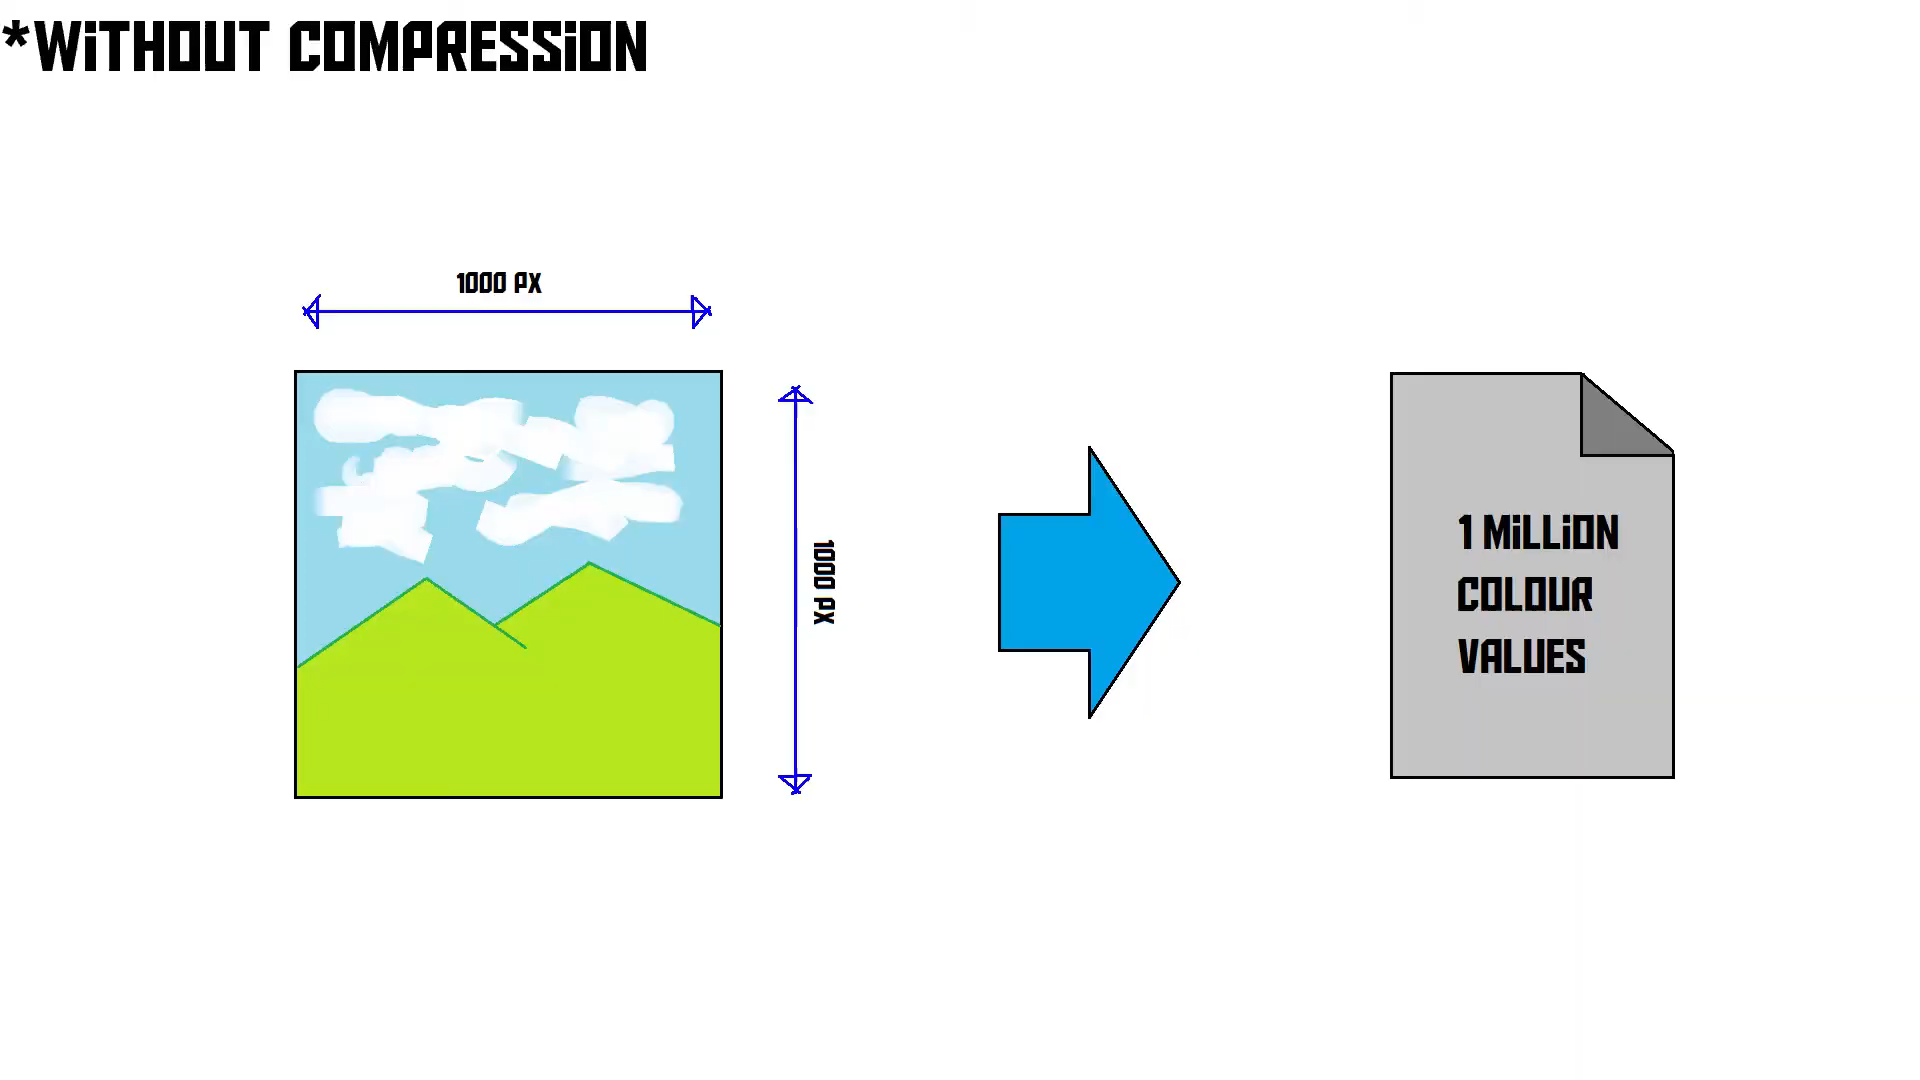 *WiTHOUT COMPRESSiON
1000 PX
1000 PX
1 MiLLiON
COLOUR
VALUES